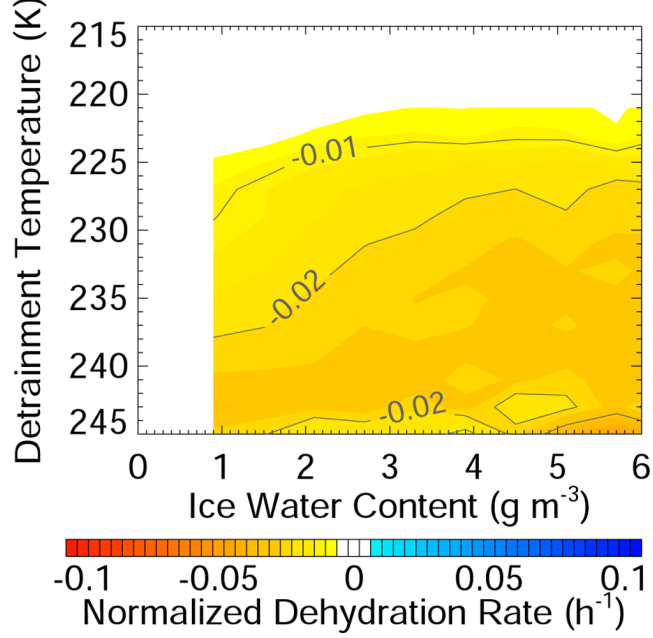 Detrainment Temperature (K)
215
220
225
230
235
240
245
-0.01
-0.02
-0.02
0 1 2 3 4 5 6
Ice Water Content (g m⁻³)
-0.1 -0.05 0 0.05 0.1
Normalized Dehydration Rate (h⁻¹)